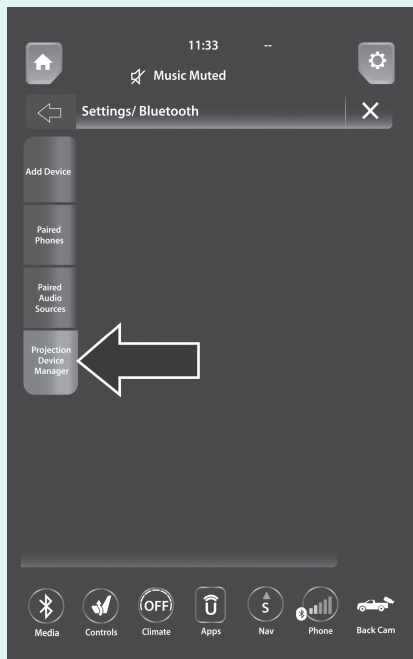 11:33 --
Music Muted
Settings/ Bluetooth
Add Device
Paired
Phones
Paired
Audio
Sources
Projection
Device
Manager
OFF
S
Media Controls Climate Apps Nav Phone Back Cam